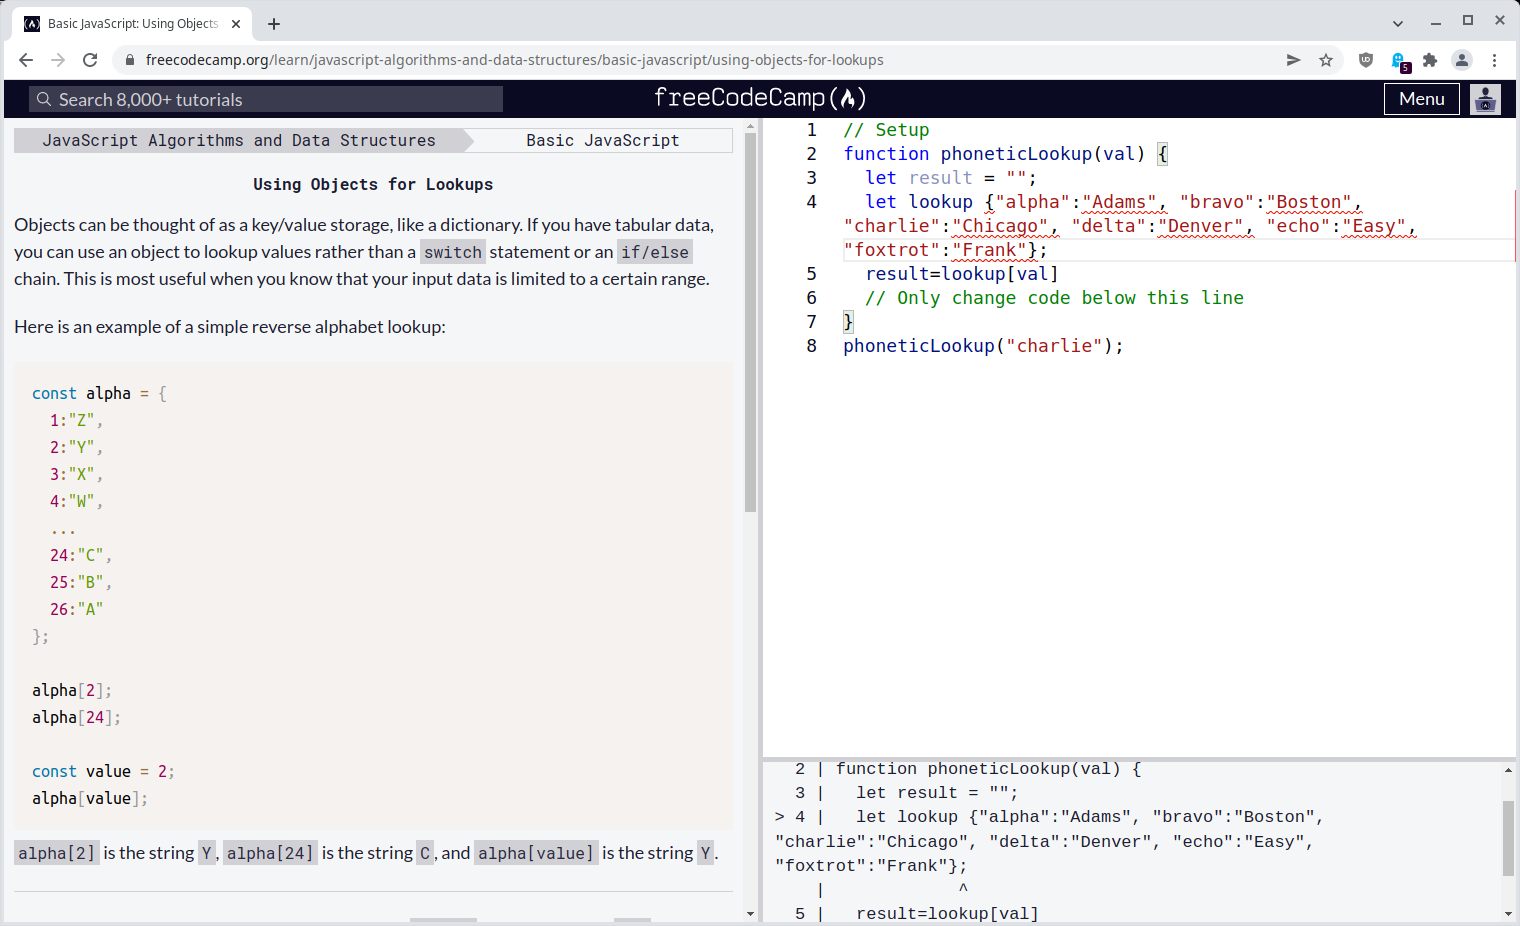 Basic JavaScript: Using Objects
freecodecamp.org/learn/javascript-algorithms-and-data-structures/basic-javascript/using-objects-for-lookups
5
Search 8,000+ tutorials
freeCodeCamp
Menu
JavaScript Algorithms and Data Structures
Basic JavaScript
Using Objects for Lookups
Objects can be thought of as a key/value storage, like a dictionary. If you have tabular data,
you can use an object to lookup values rather than a switch statement or an if/else
chain. This is most useful when you know that your input data is limited to a certain range.
Here is an example of a simple reverse alphabet lookup:
const alpha = {
1:"Z",
2:"Y",
3:"X",
4:"W",
...
24:"C",
25:"B",
26:"A"
};
alpha[2];
alpha[24];
const value = 2;
alpha[value];
alpha[2] is the string Y, alpha[24] is the string C, and alpha[value] is the string Y.
1 // Setup
2 function phoneticLookup(val) {
3 let result = "";
4 let lookup {"alpha":"Adams", "bravo":"Boston",
"charlie":"Chicago", "delta":"Denver", "echo":"Easy",
"foxtrot":"Frank"};
5 result=lookup[val]
6 // Only change code below this line
7 }
8 phoneticLookup("charlie");
2 | function phoneticLookup(val) {
3 | let result = "";
> 4 | let lookup {"alpha":"Adams", "bravo":"Boston",
"charlie":"Chicago", "delta":"Denver", "echo":"Easy",
"foxtrot":"Frank"};
| ^
5 | result=lookup[val]